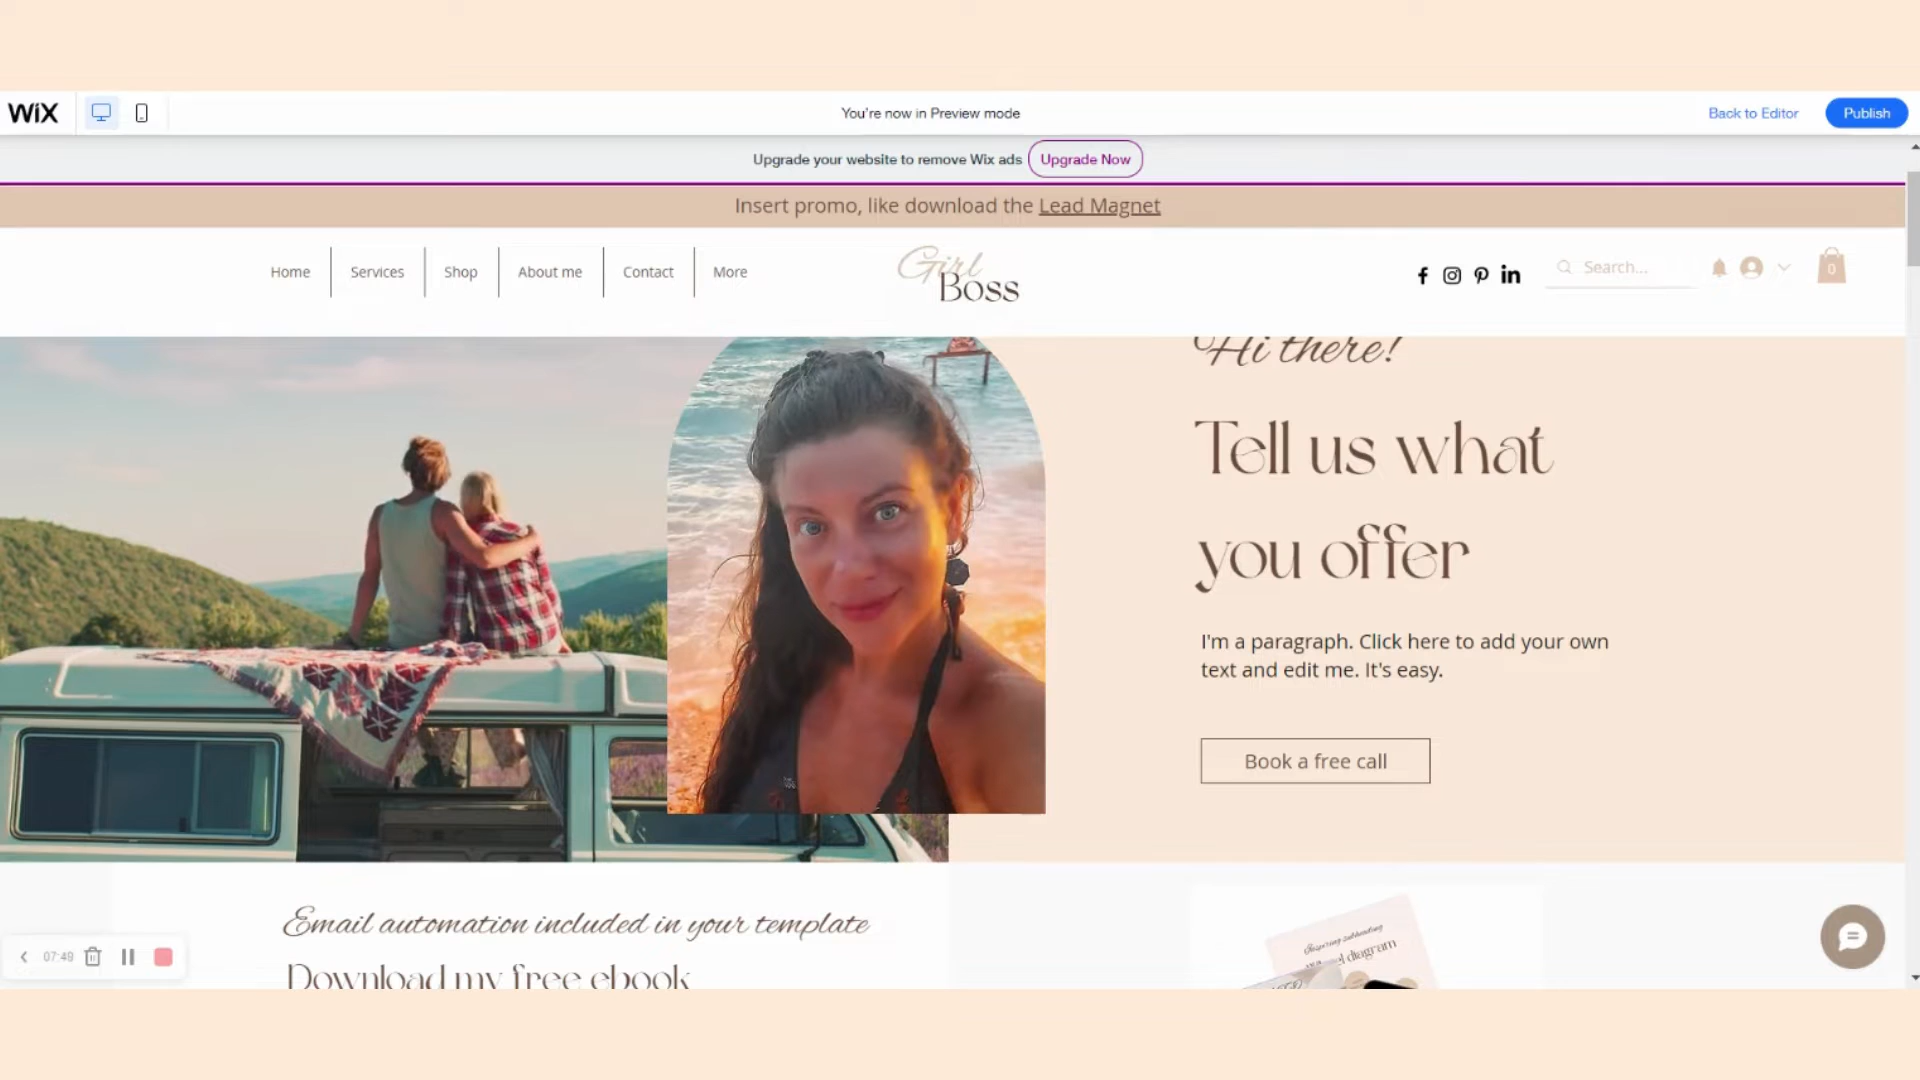 WiX
You're now in Preview mode
Back to Editor
Publish
Upgrade your website to remove Wix ads
Upgrade Now
Insert promo, like download the Lead Magnet
Home
Services
Shop
About me
Contact
More
Girl
Boss
Search...
0
Hi there!
Tell us what
you offer
I'm a paragraph. Click here to add your own
text and edit me. It's easy.
Book a free call
Email automation included in your template
Download my free ebook
Inspiring subheading
diagram
07:49